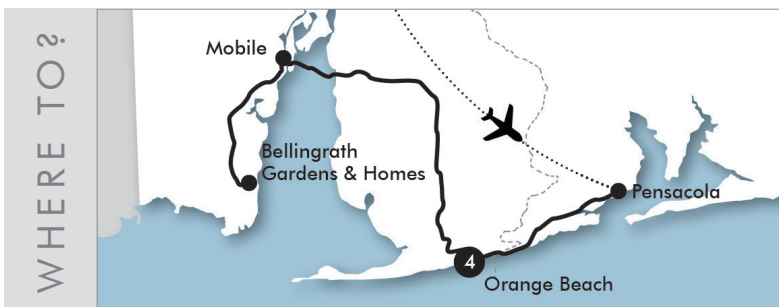 WHERE TO?
Mobile
Bellingrath
Gardens & Homes
Pensacola
4
Orange Beach